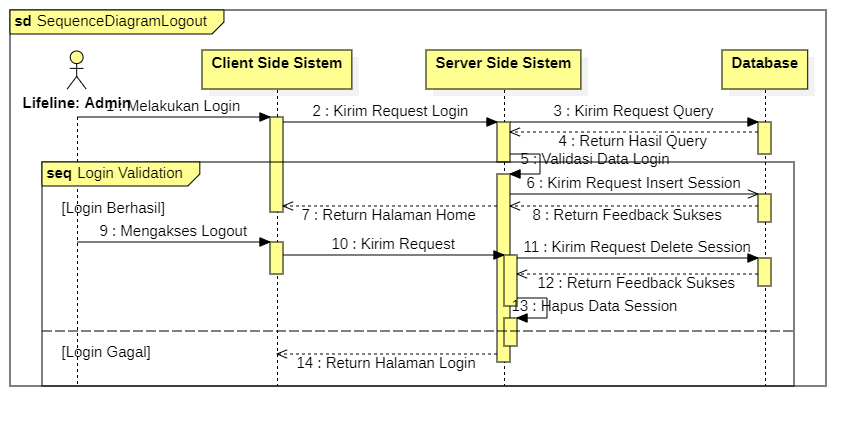 sd SequenceDiagramLogout
Client Side Sistem
Server Side Sistem
Database
Lifeline: Admin
1 : Melakukan Login
2 : Kirim Request Login
3 : Kirim Request Query
4 : Return Hasil Query
5 : Validasi Data Login
seq Login Validation
6 : Kirim Request Insert Session
[Login Berhasil]
7 : Return Halaman Home
8 : Return Feedback Sukses
9 : Mengakses Logout
10 : Kirim Request
11 : Kirim Request Delete Session
12 : Return Feedback Sukses
13 : Hapus Data Session
[Login Gagal]
14 : Return Halaman Login